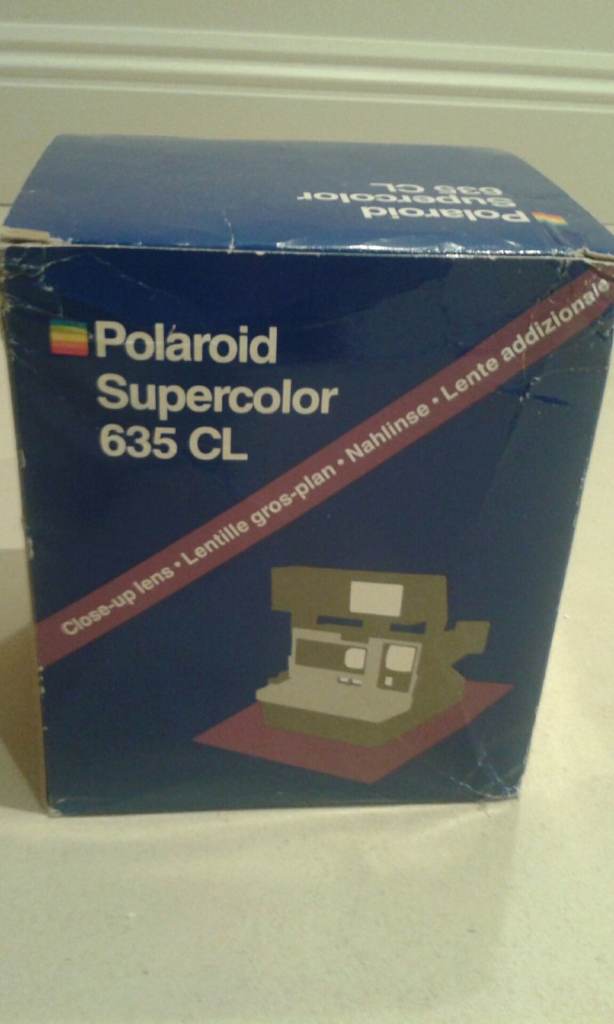 Polaroid
Supercolor
635 CL
Polaroid
Supercolor
635 CL
Close-up lens • Lentille gros-plan • Nahlinse • Lente addizionale